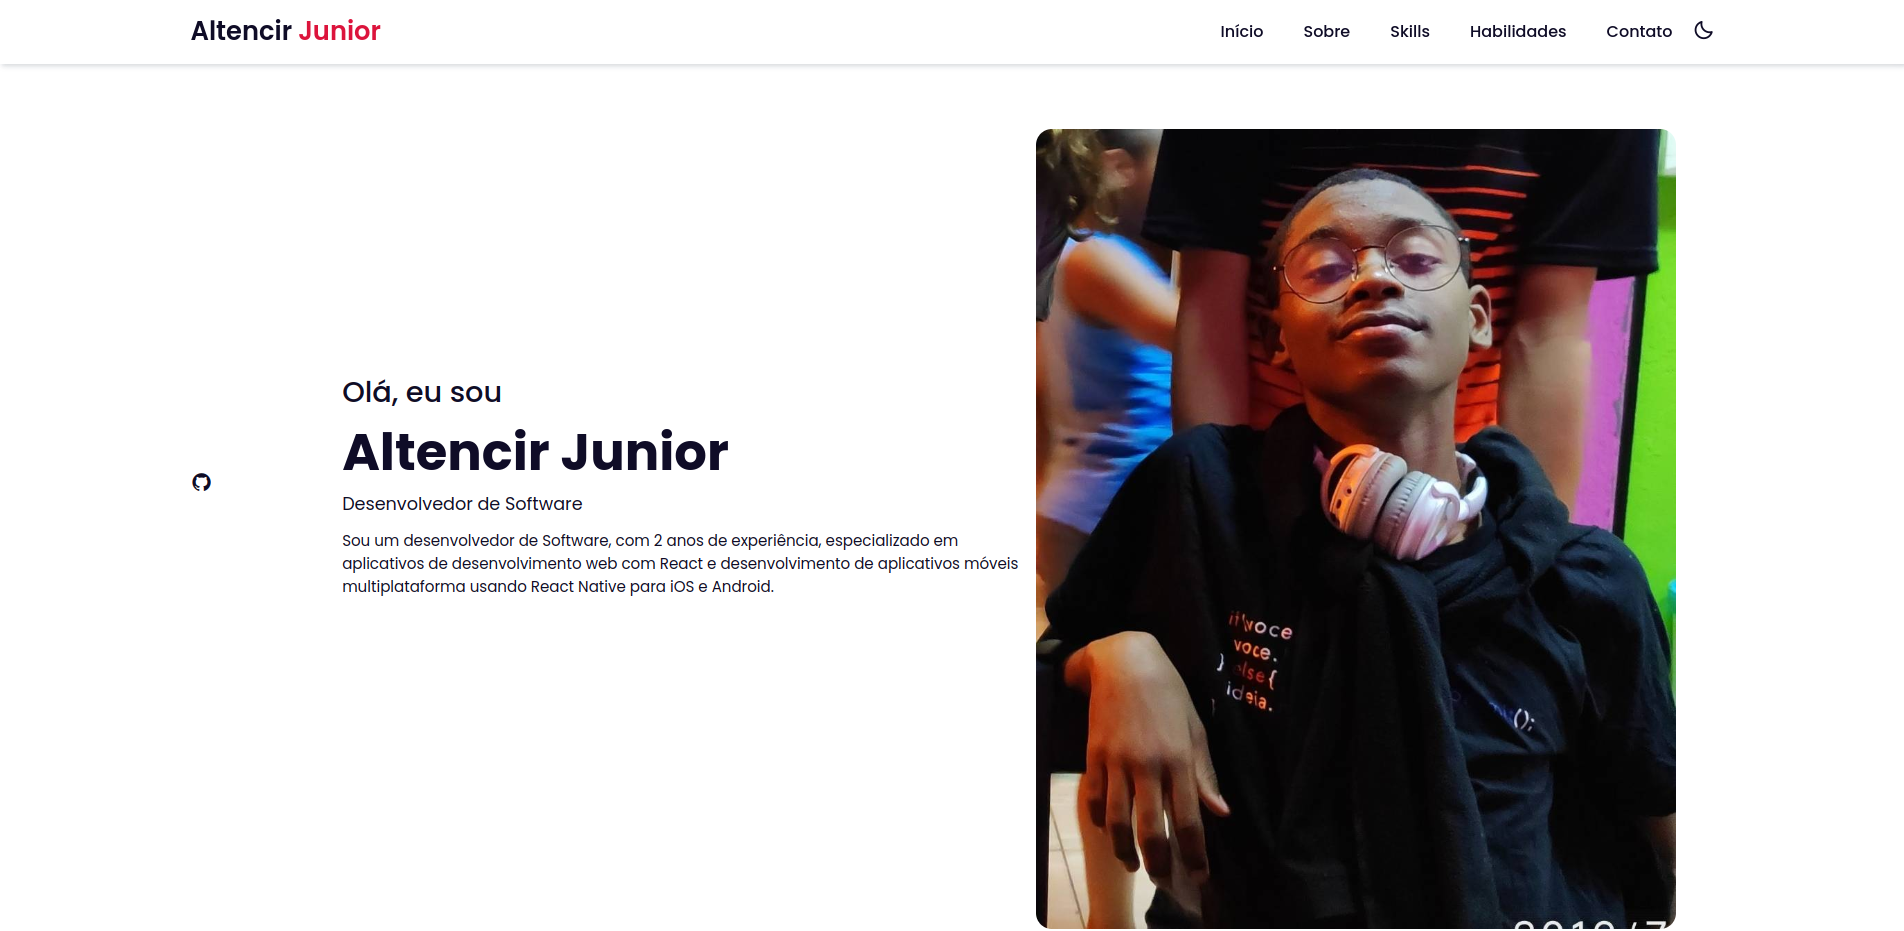 Altencir Junior
Início Sobre Skills Habilidades Contato
Olá, eu sou
Altencir Junior
Desenvolvedor de Software
Sou um desenvolvedor de Software, com 2 anos de experiência, especializado em
aplicativos de desenvolvimento web com React e desenvolvimento de aplicativos móveis
multiplataforma usando React Native para iOS e Android.
voce
voce.
} else{
ideia.
();